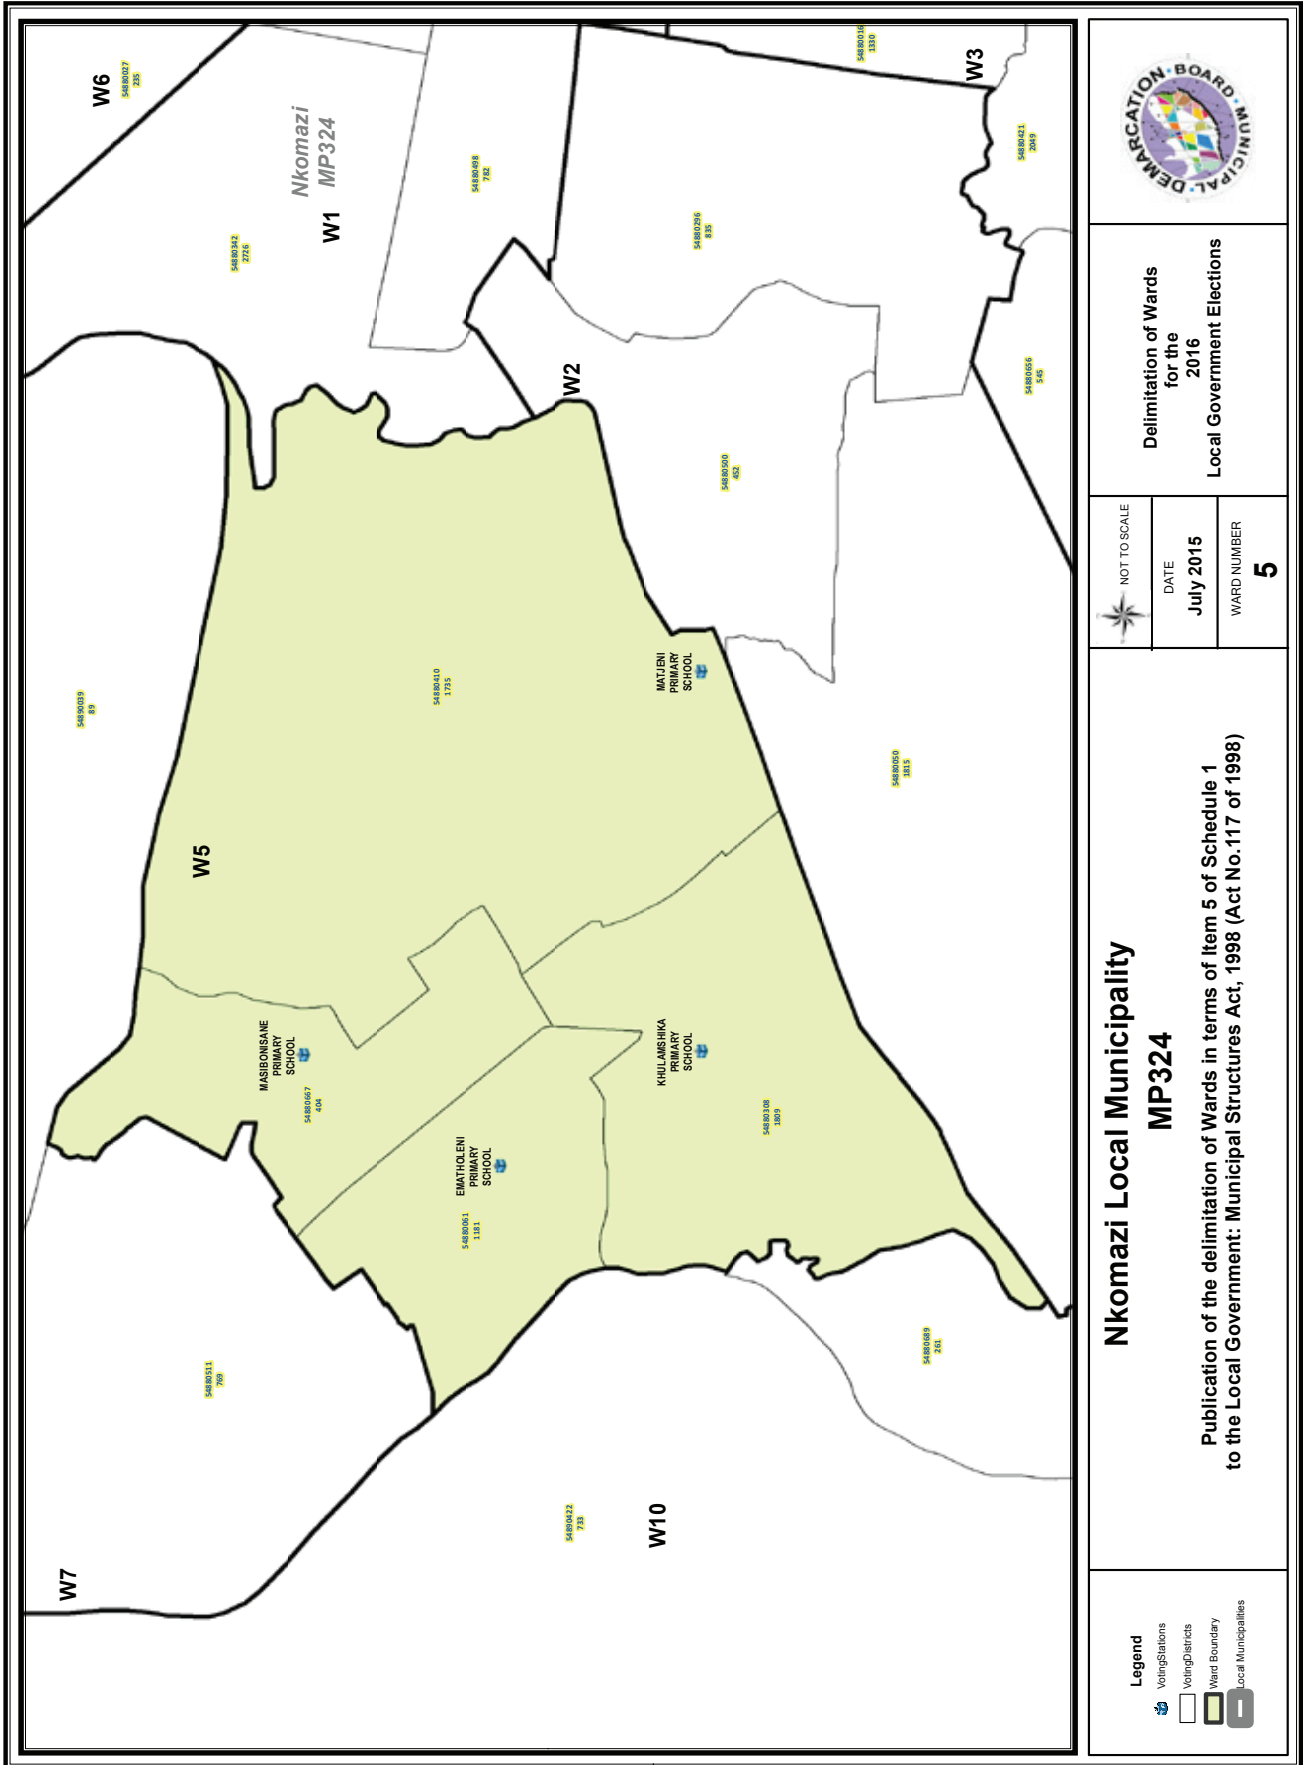 W6
54880027
235
Nkomazi
MP324
W1
54880342
2726
54880498
782
54880016
1330
W3
54880421
2049
54880296
835
54880656
545
W2
54880500
452
54890039
89
54880410
1735
MATJENI
PRIMARY
SCHOOL
54880050
1815
W5
MASIBONISANE
PRIMARY
SCHOOL
54880667
404
KHULAMSHIKA
PRIMARY
SCHOOL
54880308
1809
EMATHOLENI
PRIMARY
SCHOOL
54880061
1181
54880511
769
54880689
261
54890422
733
W10
W7
Legend
VotingStations
VotingDistricts
Ward Boundary
Local Municipalities
Nkomazi Local Municipality
MP324
Publication of the delimitation of Wards in terms of Item 5 of Schedule 1
to the Local Government: Municipal Structures Act, 1998 (Act No.117 of 1998)
NOT TO SCALE
DATE
July 2015
WARD NUMBER
5
Delimitation of Wards
for the
2016
Local Government Elections
MUNICIPAL DEMARCATION BOARD